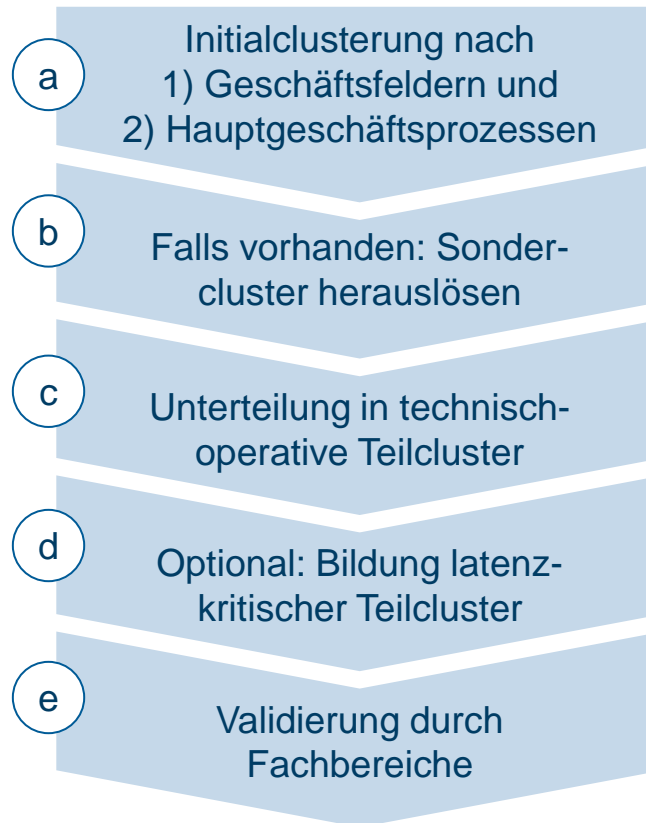 a
Initialclusterung nach
1) Geschäftsfeldern und
2) Hauptgeschäftsprozessen
b
Falls vorhanden: Sonder-
cluster herauslösen
c
Unterteilung in technisch-
operative Teilcluster
d
Optional: Bildung latenz-
kritischer Teilcluster
e
Validierung durch
Fachbereiche